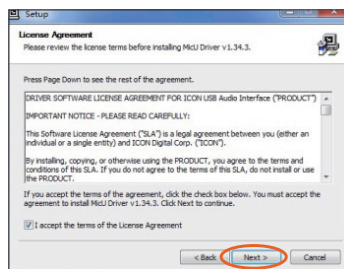 Setup
License Agreement
Please review the license terms before installing MicU Driver v1.34.3.
Press Page Down to see the rest of the agreement.
DRIVER SOFTWARE LICENSE AGREEMENT FOR ICON USB Audio Interface ("PRODUCT")
IMPORTANT NOTICE - PLEASE READ CAREFULLY:
This Software License Agreement ("SLA") is a legal agreement between you (either an
individual or a single entity) and ICON Digital Corp. ("ICON").
By installing, copying, or otherwise using the PRODUCT, you agree to the terms and
conditions of this SLA. If you do not agree to the terms of this SLA, do not install or use
the PRODUCT.
If you accept the terms of the agreement, click the check box below. You must accept the
agreement to install MicU Driver v1.34.3. Click Next to continue.
I accept the terms of the License Agreement
< Back
Next >
Cancel